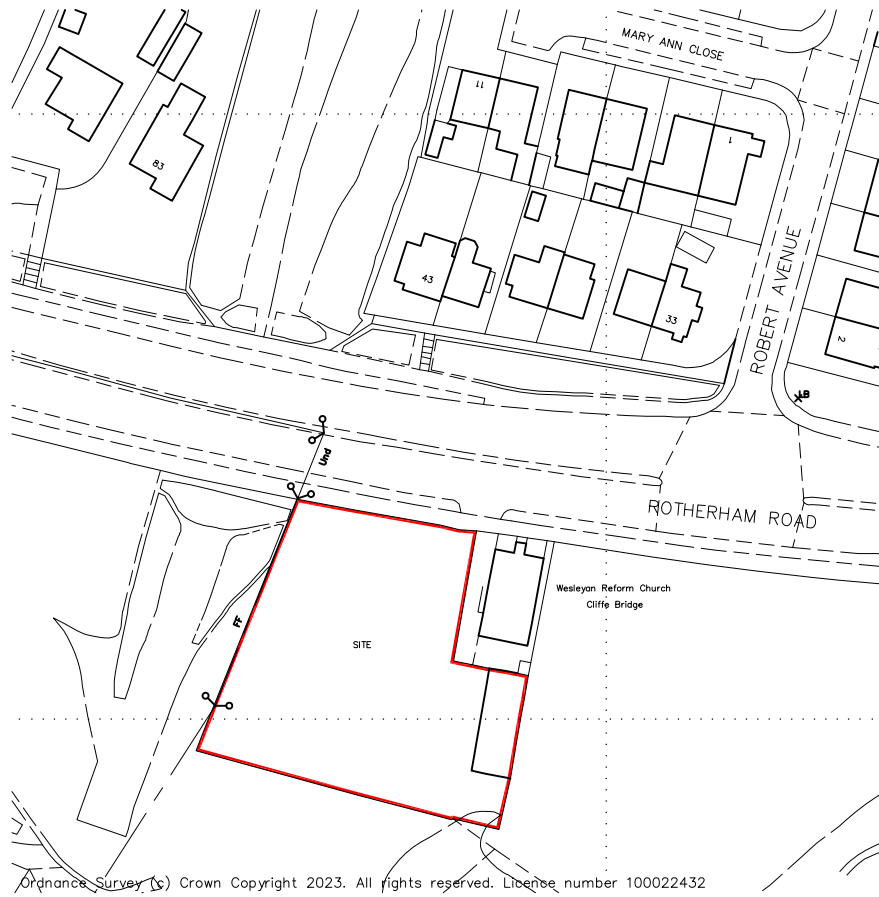 MARY ANN CLOSE
11
1
83
43
33
ROBERT AVENUE
2
LB
Und
ROTHERHAM ROAD
Wesleyan Reform Church
Cliffe Bridge
FF
SITE
Ordnance Survey (c) Crown Copyright 2023. All rights reserved. Licence number 100022432